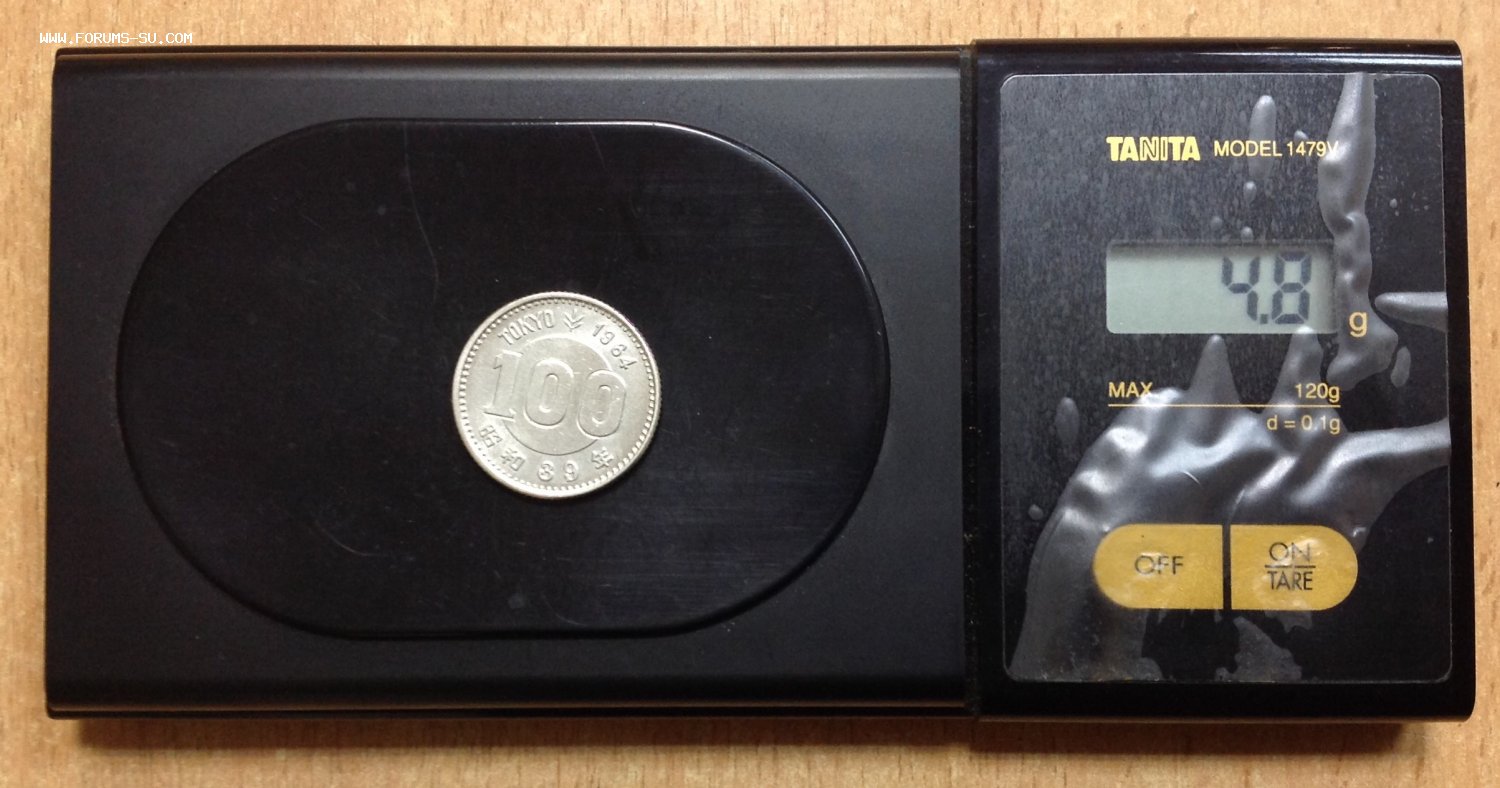 WWW.FORUMS-SU.COM
TANITA MODEL 1479V
4.8 g
MAX 120g
d = 0.1g
OFF
ON
TARE
TOKYO 1964
100
昭和39年